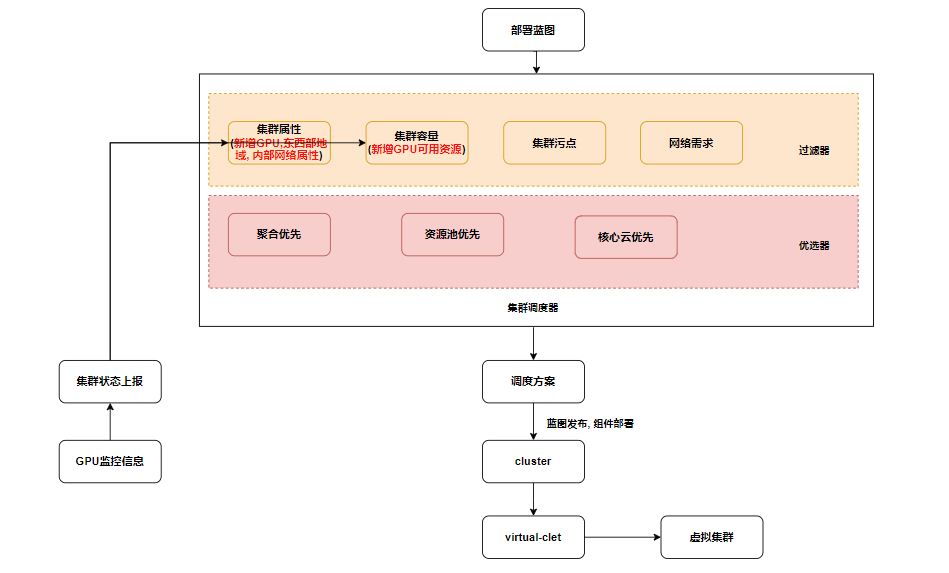 部署蓝图
集群属性
(新增GPU,东西部地
域, 内部网络属性)
集群容量
(新增GPU可用资源)
集群污点
网络需求
过滤器
聚合优先
资源池优先
核心云优先
优选器
集群调度器
集群状态上报
调度方案
蓝图发布, 组件部署
GPU监控信息
cluster
virtual-clet
虚拟集群